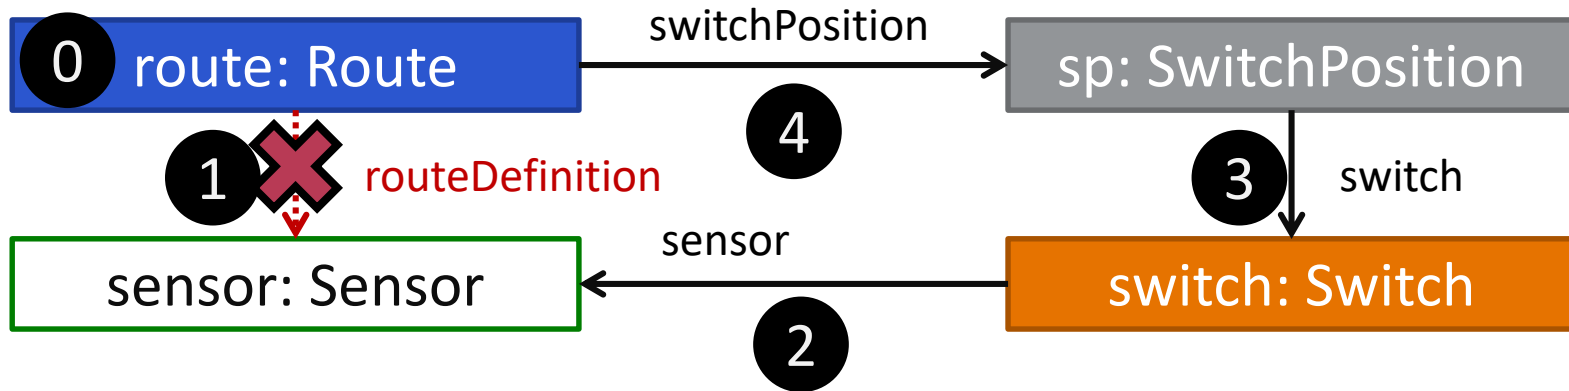 switchPosition
0
route: Route
sp: SwitchPosition
4
1
routeDefinition
3
switch
sensor
sensor: Sensor
switch: Switch
2